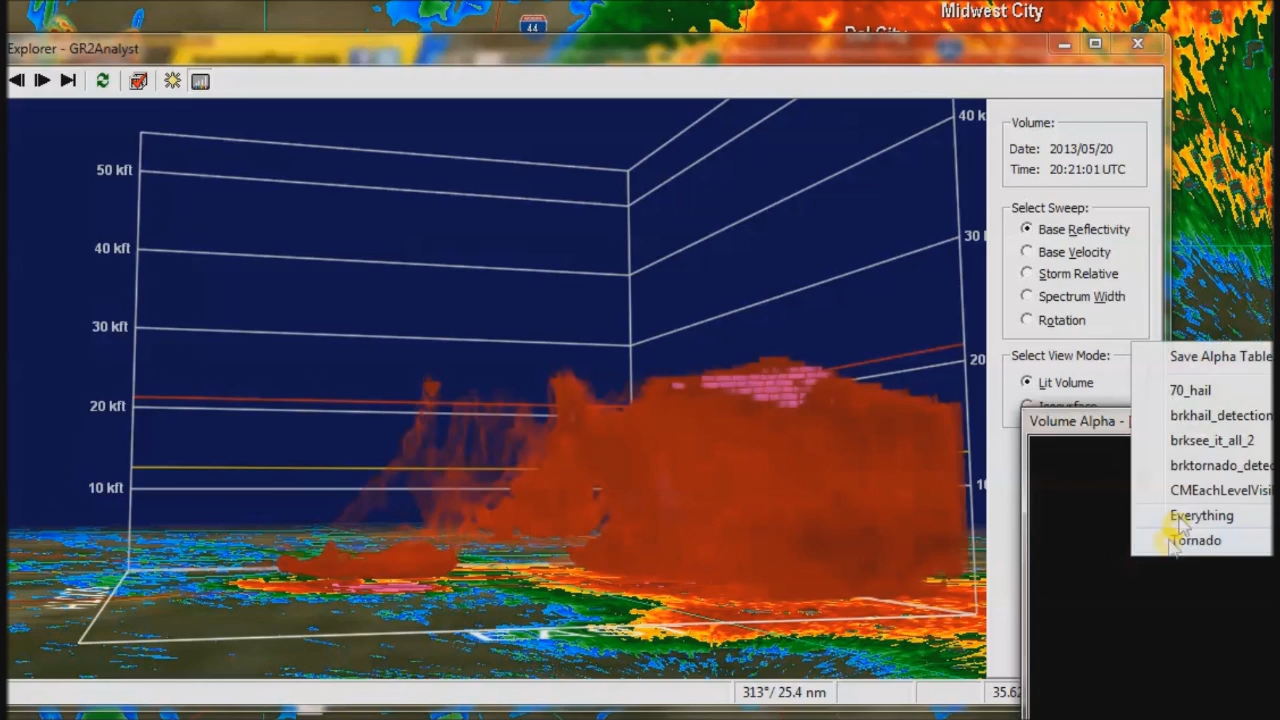 Midwest City
Del City
44
Explorer - GR2Analyst
40 k
50 kft
40 kft
30 kft
20 kft
10 kft
30
20
10
Volume:
Date: 2013/05/20
Time: 20:21:01 UTC
Select Sweep:
Base Reflectivity
Base Velocity
Storm Relative
Spectrum Width
Rotation
Select View Mode:
Lit Volume
Volume Alpha - [
Save Alpha Table
70_hail
brkhail_detection
brksee_it_all_2
brktornado_detec
CMEachLevelVisi
Everything
Tornado
313°/ 25.4 nm
35.62